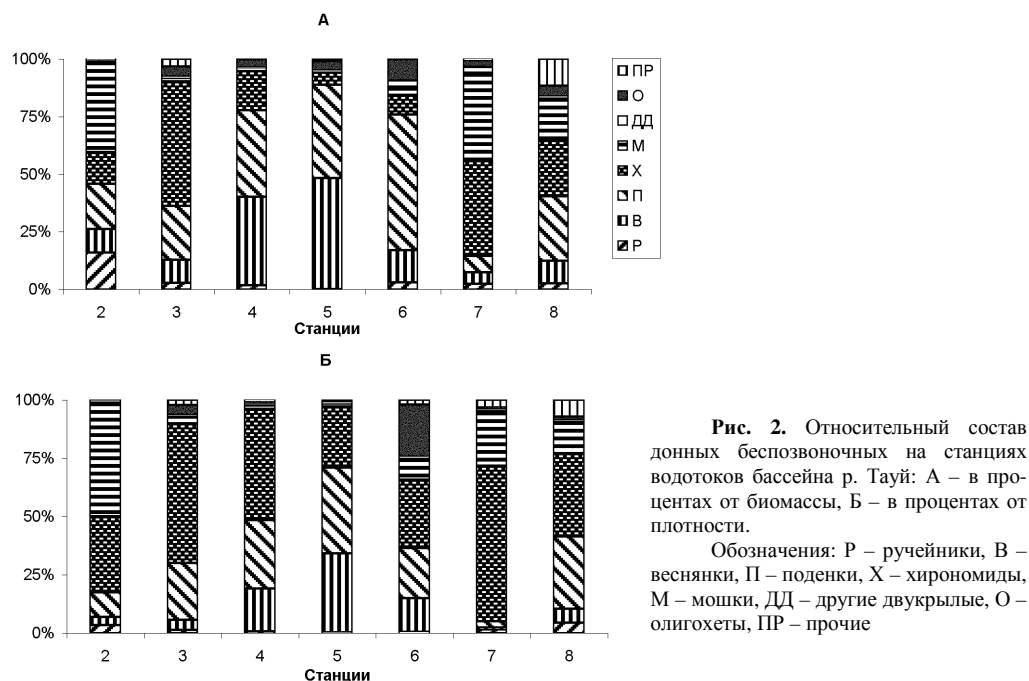 А
100%
75%
50%
25%
0%
2 3 4 5 6 7 8
Станции
ПР
О
ДД
М
Х
П
В
Р
Б
100%
75%
50%
25%
0%
2 3 4 5 6 7 8
Станции
Рис. 2. Относительный состав
донных беспозвоночных на станциях
водотоков бассейна р. Тауй: А – в про-
центах от биомассы, Б – в процентах от
плотности.
Обозначения: Р – ручейники, В –
веснянки, П – поденки, Х – хирономиды,
М – мошки, ДД – другие двукрылые, О –
олигохеты, ПР – прочие